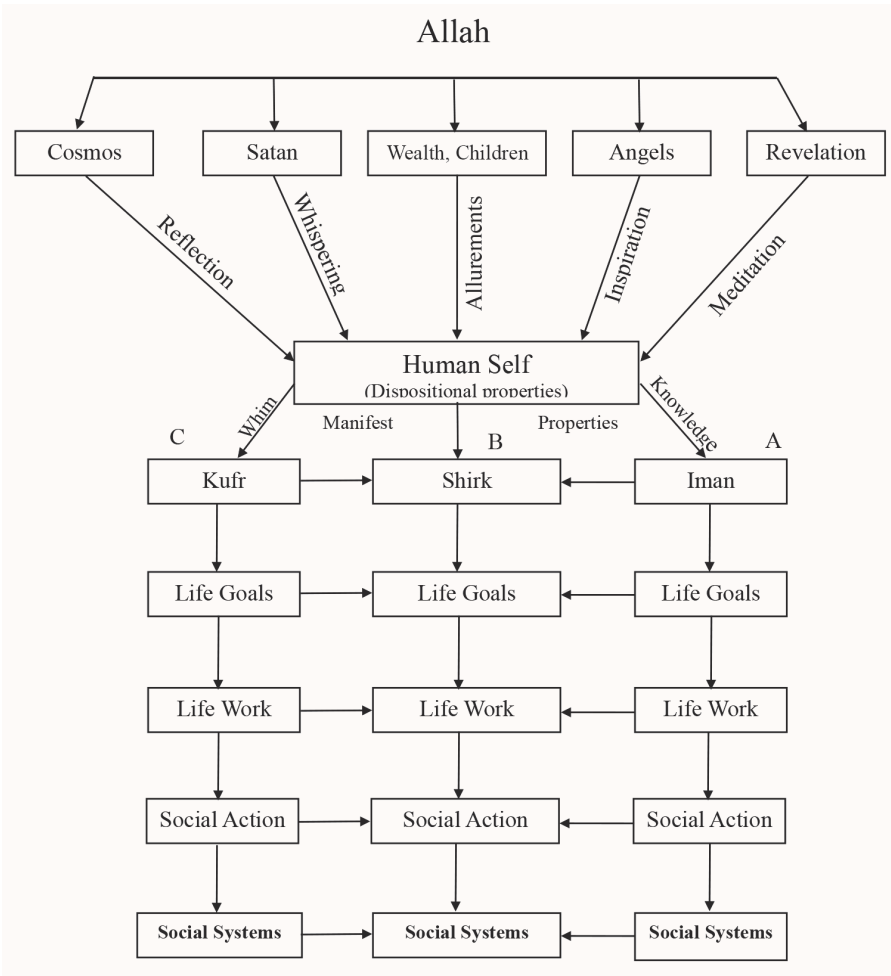 Allah
Cosmos
Satan
Wealth, Children
Angels
Revelation
Reflection
Whispering
Allurements
Inspiration
Meditation
Human Self
(Dispositional properties)
Whim
Manifest
Properties
Knowledge
C
B
A
Kufr
Shirk
Iman
Life Goals
Life Goals
Life Goals
Life Work
Life Work
Life Work
Social Action
Social Action
Social Action
Social Systems
Social Systems
Social Systems